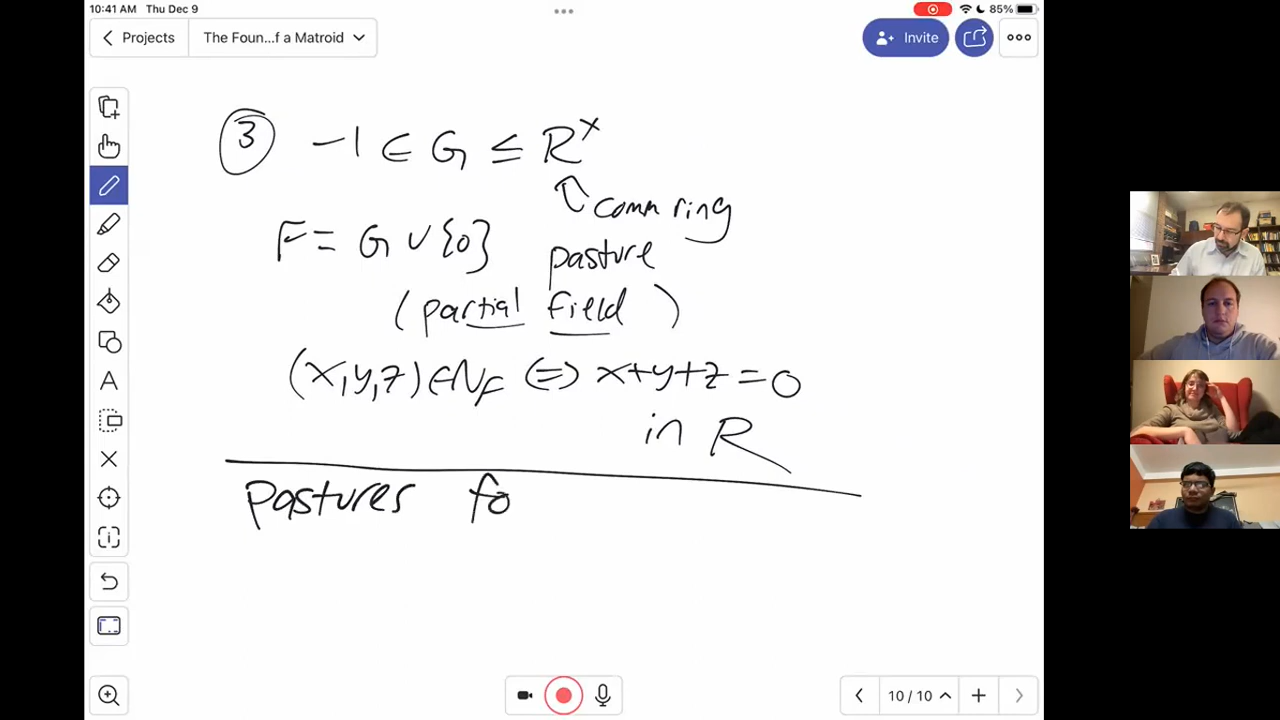 10:41 AM Thu Dec 9
85%
Projects
The Foun...f a Matroid
Invite
③ -1 ∈ G ≤ R^x
comm ring
F = G ∪ {0} pasture
(partial field)
(x,y,z) ∈ N_F ⇔ x+y+z = 0
in R
Pastures fo
A
10/10